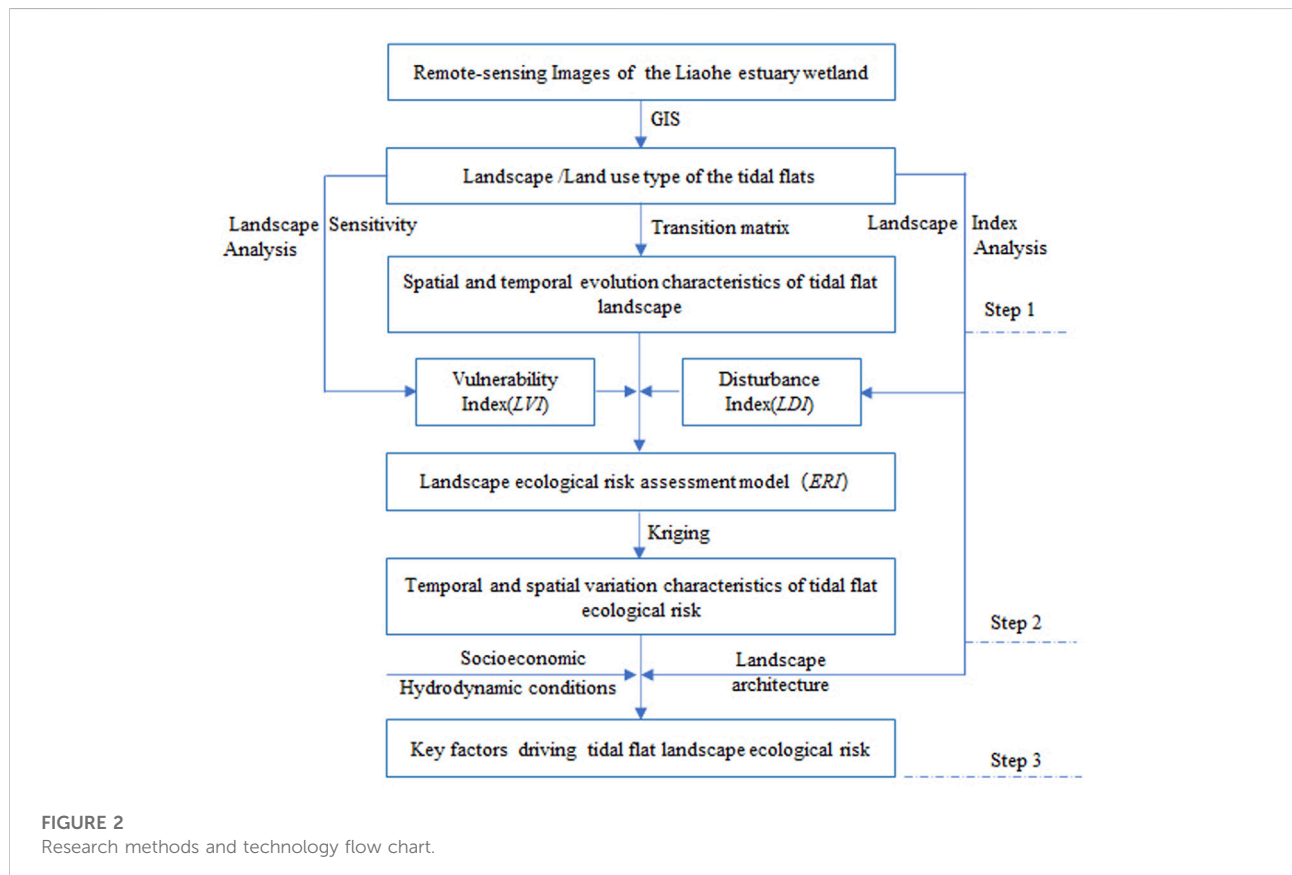 Remote-sensing Images of the Liaohe estuary wetland
GIS
Landscape /Land use type of the tidal flats
Landscape Sensitivity
Analysis
Transition matrix
Landscape Index
Analysis
Spatial and temporal evolution characteristics of tidal flat
landscape
Step 1
Vulnerability
Index(LVI)
Disturbance
Index(LDI)
Landscape ecological risk assessment model (ERI)
Kriging
Temporal and spatial variation characteristics of tidal flat
ecological risk
Step 2
Socioeconomic
Hydrodynamic conditions
Landscape
architecture
Key factors driving tidal flat landscape ecological risk
Step 3
FIGURE 2
Research methods and technology flow chart.